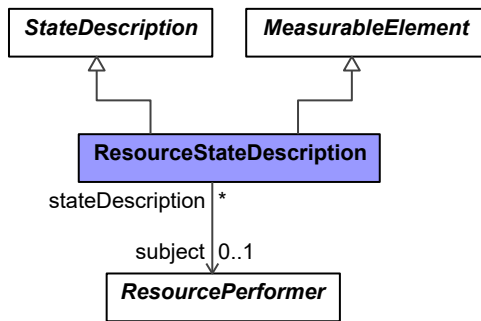 StateDescription
MeasurableElement
ResourceStateDescription
stateDescription *
subject 0..1
ResourcePerformer